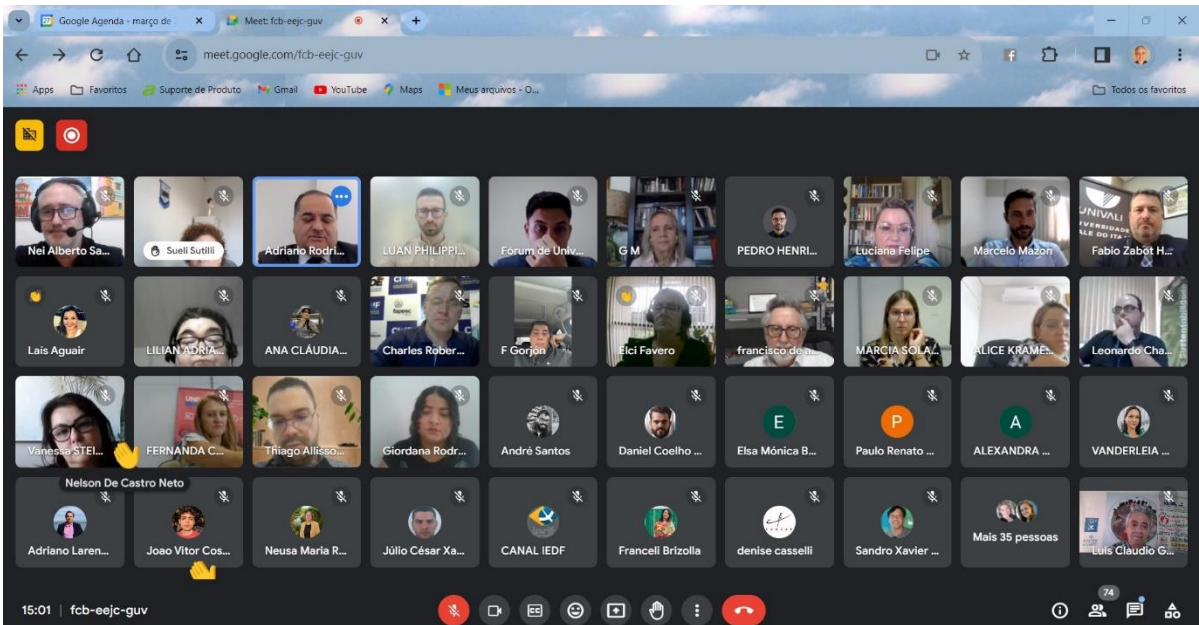 Google Agenda - março de
Meet: fcb-eejc-guv
meet.google.com/fcb-eejc-guv
Apps Favoritos Suporte de Produto Gmail YouTube Maps Meus arquivos - O... Todos os favoritos
Nei Alberto Sa...
Sueli Sutilli
Adriano Rodri...
LUAN PHILIPPI...
Fórum de Univ...
G M
PEDRO HENRI...
Luciana Felipe
Marcelo Mazon
UNIVALI
Fabio Zabot H...
Laís Aguair
LILIAN ADRIA...
ANA CLÁUDIA...
fapesc
Charles Rober...
F Gorjon
Elci Favero
francisco de a...
MARCIA SOLA...
ALICE KRAME...
Leonardo Cha...
Vanessa STEI...
FERNANDA C...
Thiago Allisso...
Giordana Rodr...
André Santos
Daniel Coelho ...
E
Elsa Mónica B...
P
Paulo Renato ...
A
ALEXANDRA ...
VANDERLEIA ...
Nelson De Castro Neto
Adriano Laren...
Joao Vitor Cos...
Neusa Maria R...
Júlio César Xa...
CANAL IEDF
Franceli Brizolla
denise casselli
Sandro Xavier ...
Mais 35 pessoas
Luis Claudio G...
15:01 | fcb-eejc-guv
74